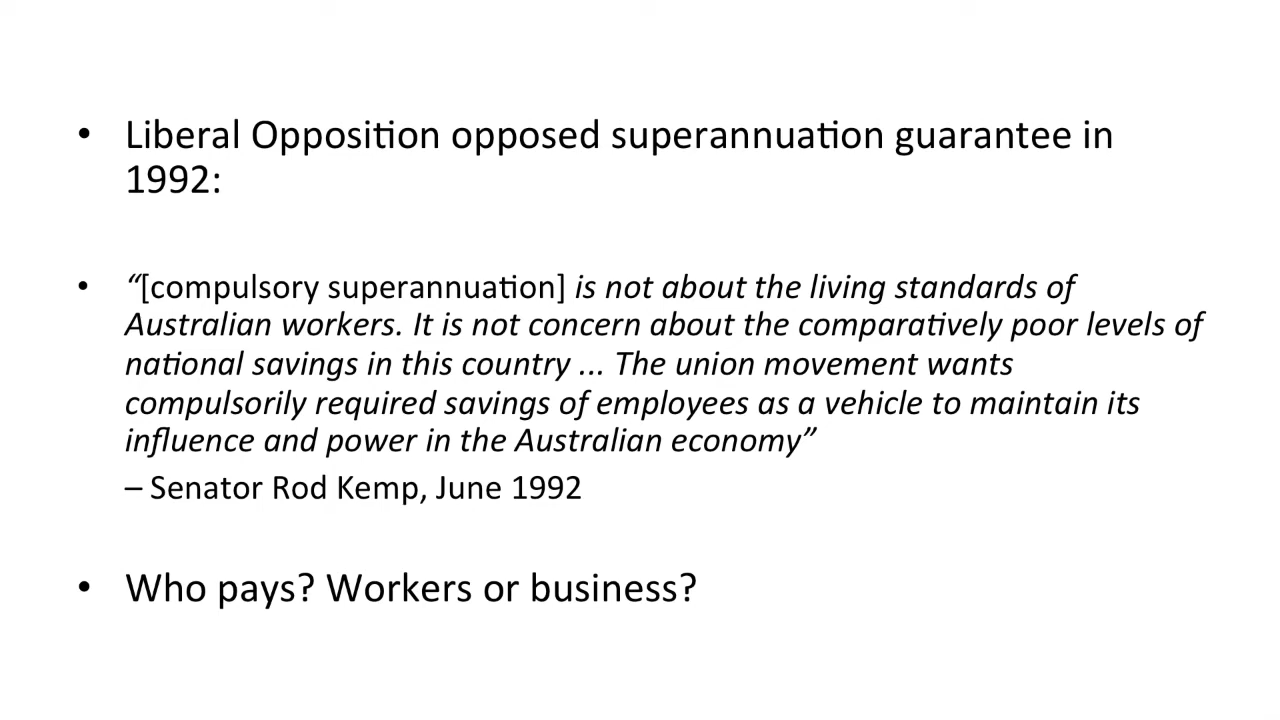 • Liberal Opposition opposed superannuation guarantee in
1992:
• “[compulsory superannuation] is not about the living standards of
Australian workers. It is not concern about the comparatively poor levels of
national savings in this country ... The union movement wants
compulsorily required savings of employees as a vehicle to maintain its
influence and power in the Australian economy”
– Senator Rod Kemp, June 1992
• Who pays? Workers or business?